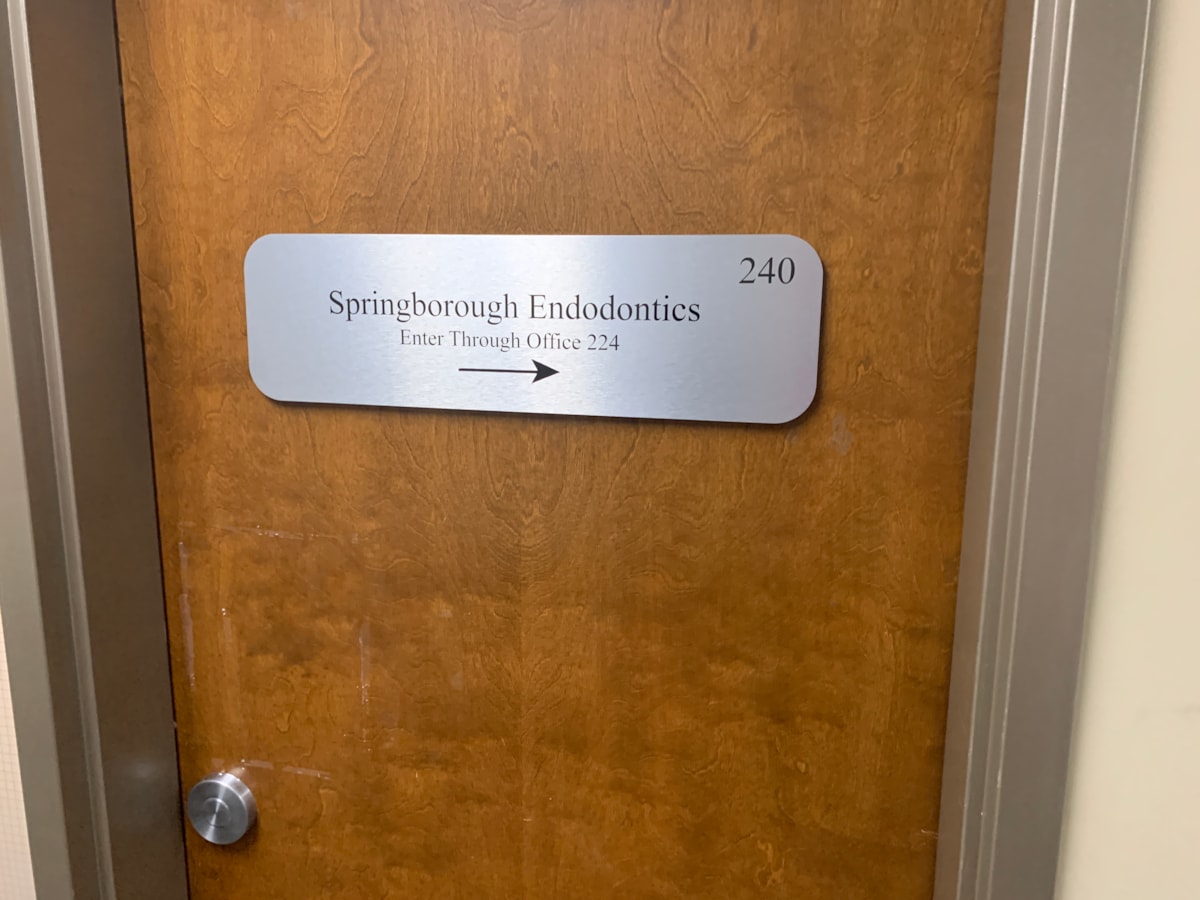 240
Springborough Endodontics
Enter Through Office 224